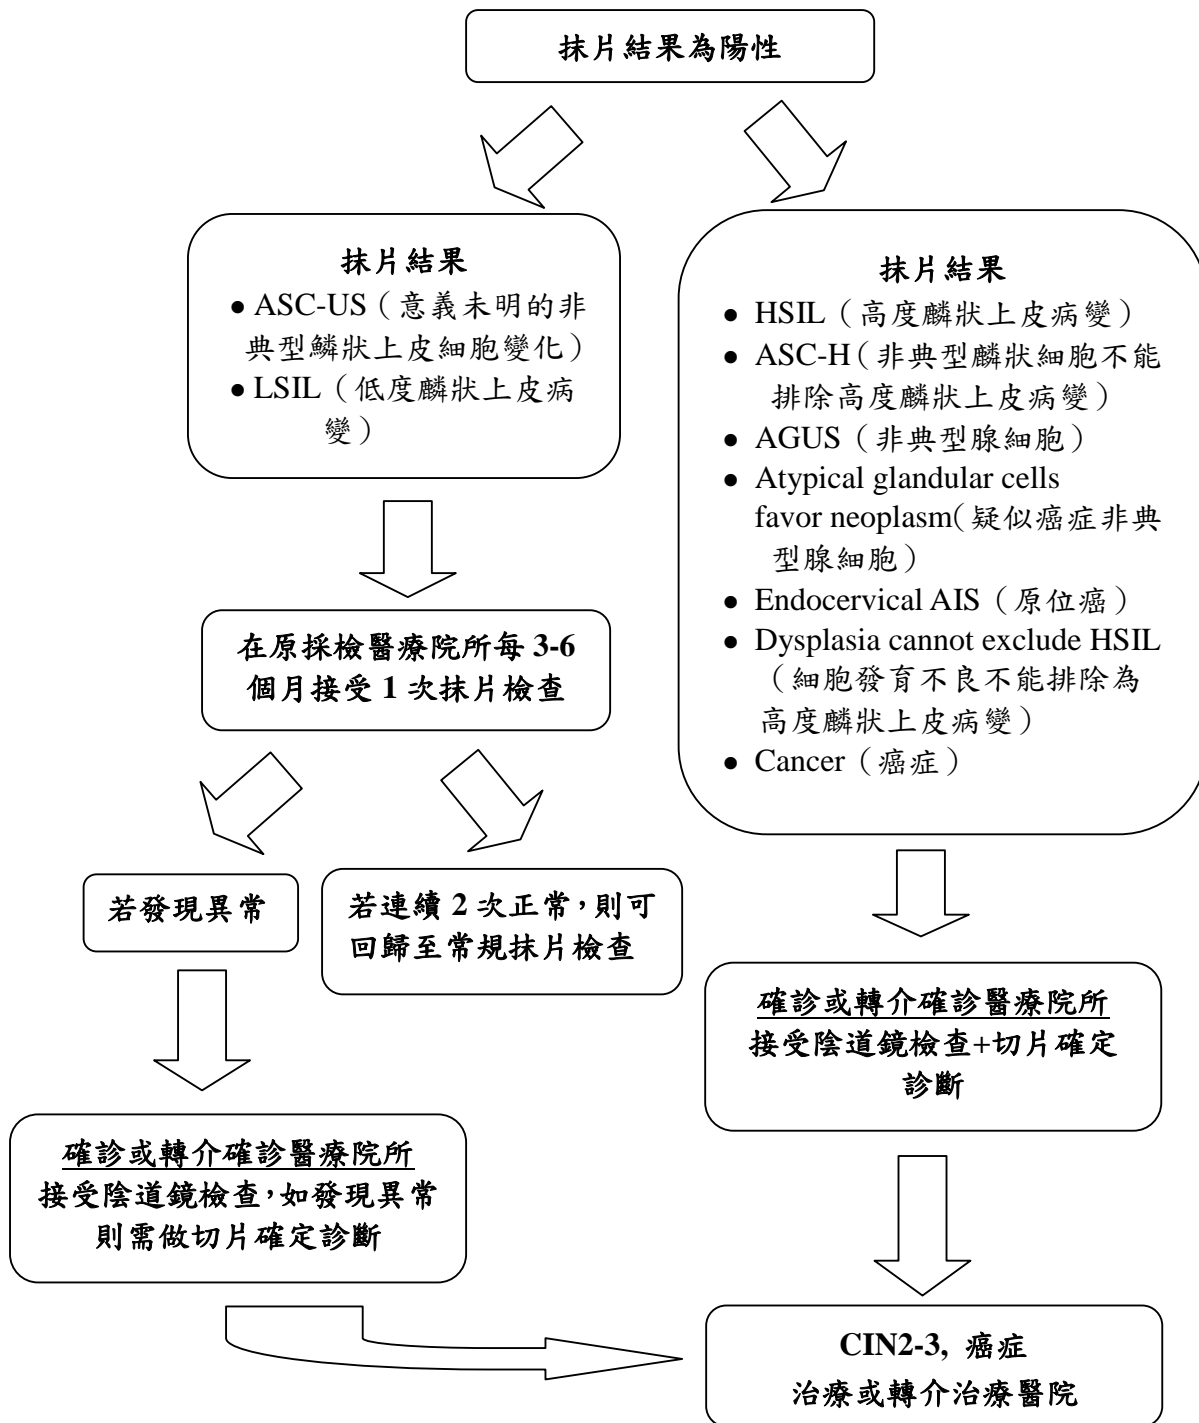 抹片結果為陽性
抹片結果
● ASC-US（意義未明的非
典型鱗狀上皮細胞變化）
● LSIL（低度鱗狀上皮病
變）
抹片結果
● HSIL（高度鱗狀上皮病變）
● ASC-H（非典型鱗狀細胞不能
排除高度鱗狀上皮病變）
● AGUS（非典型腺細胞）
● Atypical glandular cells
favor neoplasm（疑似癌症非典
型腺細胞）
● Endocervical AIS（原位癌）
● Dysplasia cannot exclude HSIL
（細胞發育不良不能排除為
高度鱗狀上皮病變）
● Cancer（癌症）
在原採檢醫療院所每 3-6
個月接受 1 次抹片檢查
若發現異常
若連續 2 次正常，則可
回歸至常規抹片檢查
確診或轉介確診醫療院所
接受陰道鏡檢查+切片確定
診斷
確診或轉介確診醫療院所
接受陰道鏡檢查，如發現異常
則需做切片確定診斷
CIN2-3, 癌症
治療或轉介治療醫院